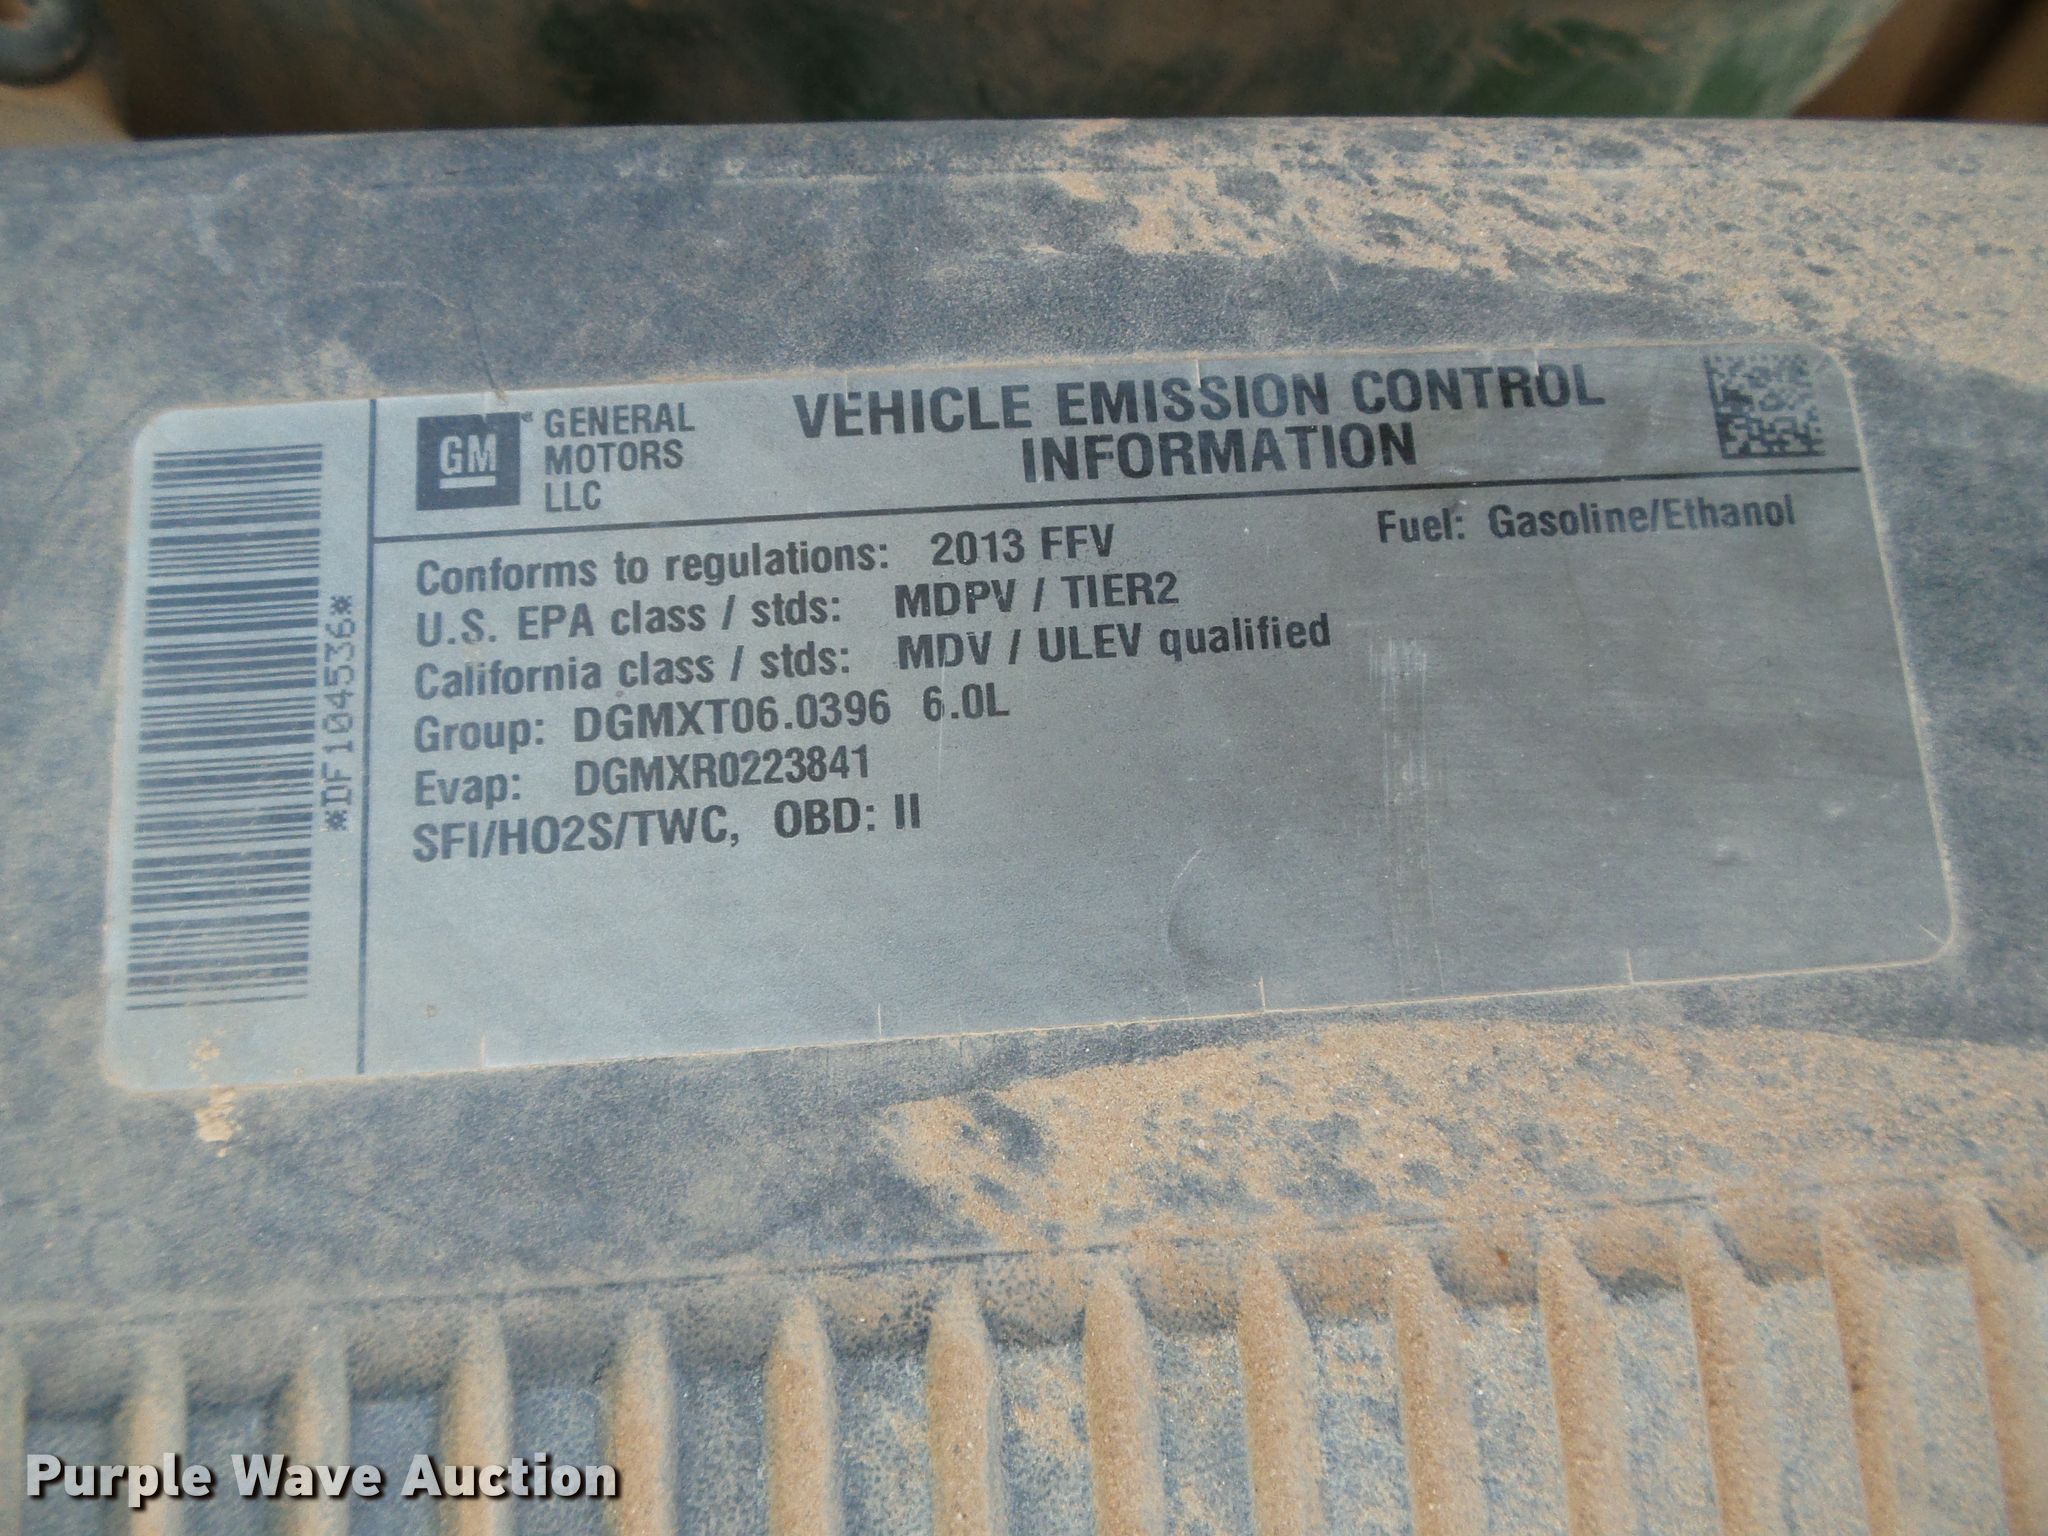 GM
GENERAL
MOTORS
LLC
VEHICLE EMISSION CONTROL
INFORMATION
Conforms to regulations: 2013 FFV
Fuel: Gasoline/Ethanol
U.S. EPA class / stds: MDPV / TIER2
California class / stds: MDV / ULEV qualified
Group: DGMXT06.0396 6.0L
Evap: DGMXR0223841
SFI/HO2S/TWC, OBD: II
*DF104536*
Purple Wave Auction